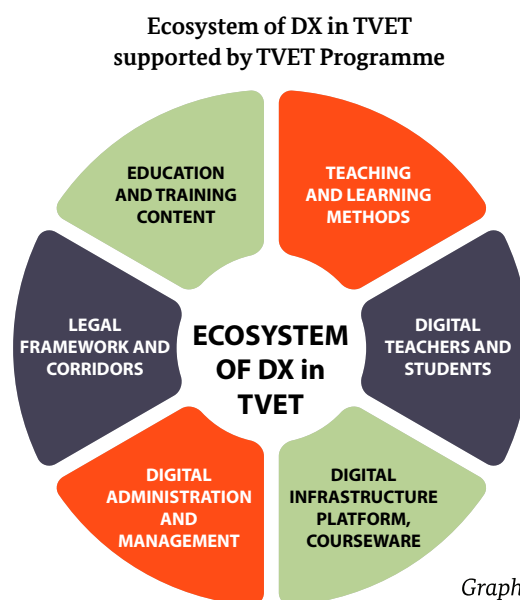 Ecosystem of DX in TVET
supported by TVET Programme
EDUCATION
AND TRAINING
CONTENT
TEACHING
AND LEARNING
METHODS
LEGAL
FRAMEWORK AND
CORRIDORS
ECOSYSTEM
OF DX in
TVET
DIGITAL
TEACHERS AND
STUDENTS
DIGITAL
ADMINISTRATION
AND
MANAGEMENT
DIGITAL
INFRASTRUCTURE
PLATFORM,
COURSEWARE
Graph